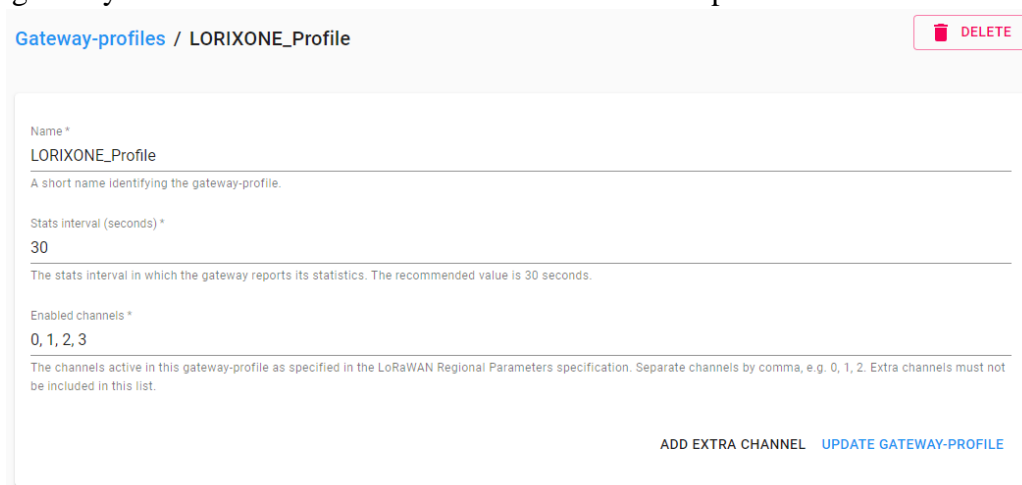 Gateway-profiles / LORIXONE_Profile
DELETE
Name *
LORIXONE_Profile
A short name identifying the gateway-profile.
Stats interval (seconds) *
30
The stats interval in which the gateway reports its statistics. The recommended value is 30 seconds.
Enabled channels *
0, 1, 2, 3
The channels active in this gateway-profile as specified in the LoRaWAN Regional Parameters specification. Separate channels by comma, e.g. 0, 1, 2. Extra channels must not
be included in this list.
ADD EXTRA CHANNEL UPDATE GATEWAY-PROFILE